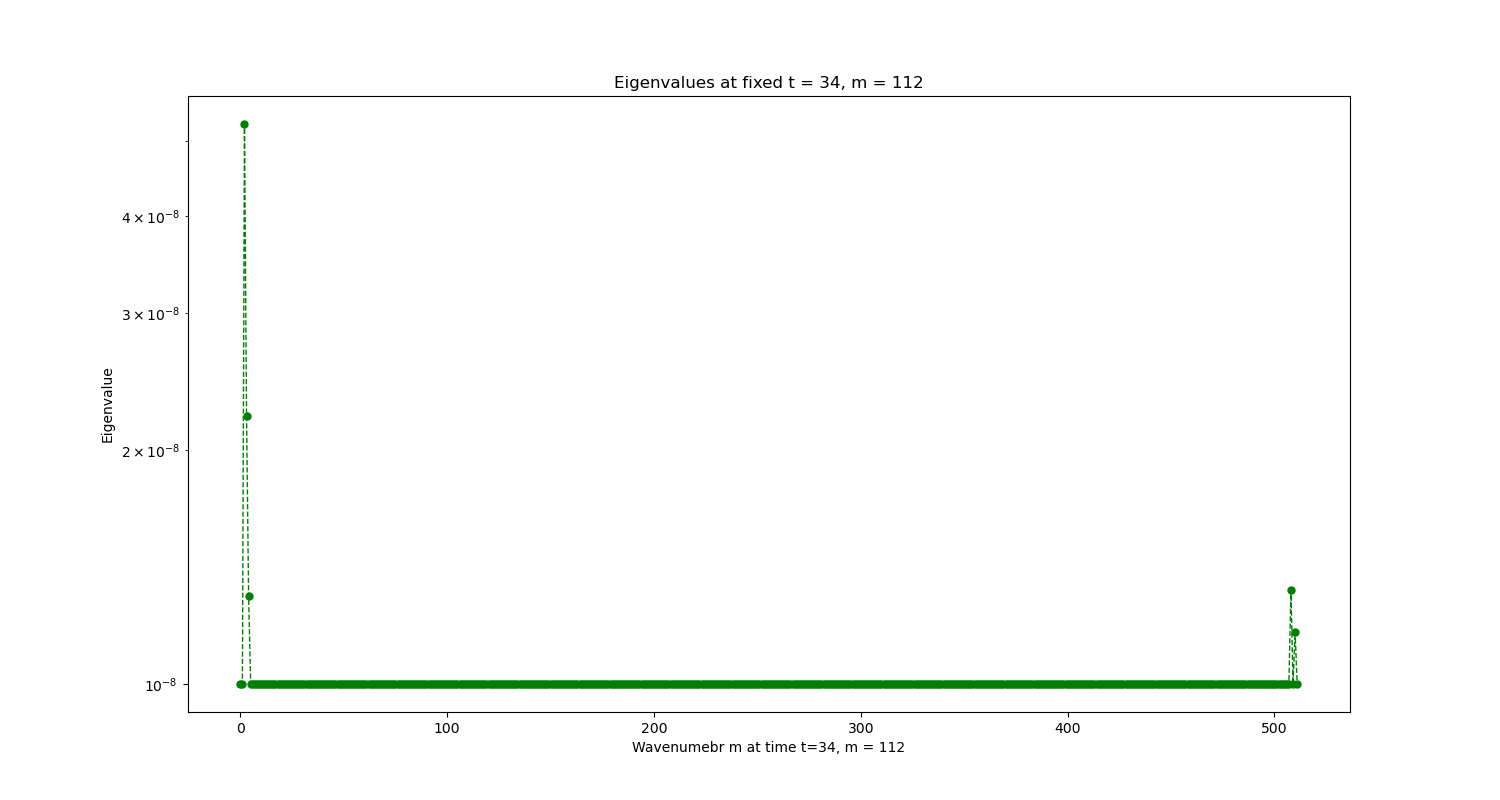 Eigenvalues at fixed t = 34, m = 112
Eigenvalue
4 × 10⁻⁸
3 × 10⁻⁸
2 × 10⁻⁸
10⁻⁸
0 100 200 300 400 500
Wavenumebr m at time t=34, m = 112